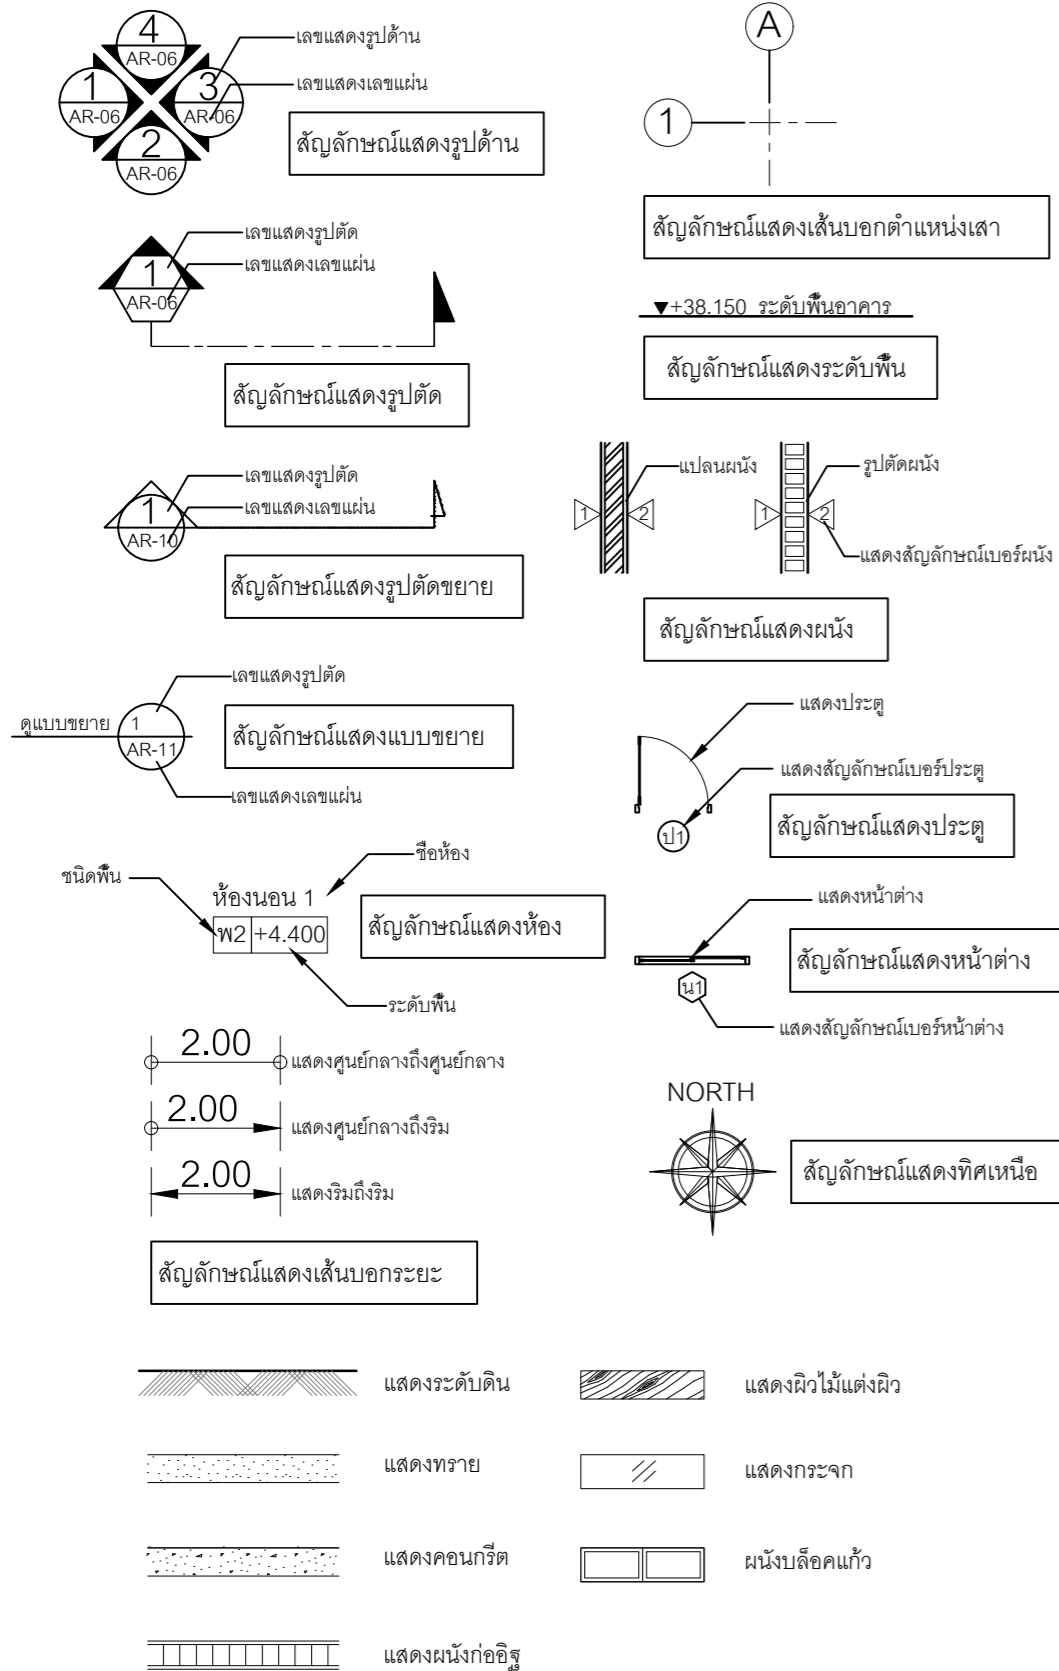 4
AR-06
1
AR-06
3
AR-06
2
AR-06
เลขแสดงรูปด้าน
เลขแสดงเลขแผ่น
สัญลักษณ์แสดงรูปด้าน
1
AR-06
เลขแสดงรูปตัด
เลขแสดงเลขแผ่น
สัญลักษณ์แสดงรูปตัด
1
AR-10
เลขแสดงรูปตัด
เลขแสดงเลขแผ่น
สัญลักษณ์แสดงรูปตัดขยาย
ดูแบบขยาย
1
AR-11
เลขแสดงรูปตัด
เลขแสดงเลขแผ่น
สัญลักษณ์แสดงแบบขยาย
ชนิดพื้น
ชื่อห้อง
ห้องนอน 1
พ2 +4.400
ระดับพื้น
สัญลักษณ์แสดงห้อง
2.00
แสดงศูนย์กลางถึงศูนย์กลาง
2.00
แสดงศูนย์กลางถึงริม
2.00
แสดงริมถึงริม
สัญลักษณ์แสดงเส้นบอกระยะ
A
1
สัญลักษณ์แสดงเส้นบอกตำแหน่งเสา
+38.150 ระดับพื้นอาคาร
สัญลักษณ์แสดงระดับพื้น
1
2
แปลนผนัง
1
2
รูปตัดผนัง
แสดงสัญลักษณ์เบอร์ผนัง
สัญลักษณ์แสดงผนัง
แสดงประตู
แสดงสัญลักษณ์เบอร์ประตู
ป1
สัญลักษณ์แสดงประตู
แสดงหน้าต่าง
น1
สัญลักษณ์แสดงหน้าต่าง
แสดงสัญลักษณ์เบอร์หน้าต่าง
NORTH
สัญลักษณ์แสดงทิศเหนือ
แสดงระดับดิน
แสดงทราย
แสดงคอนกรีต
แสดงผนังก่ออิฐ
แสดงผิวไม้แต่งผิว
แสดงกระจก
ผนังบล็อคแก้ว